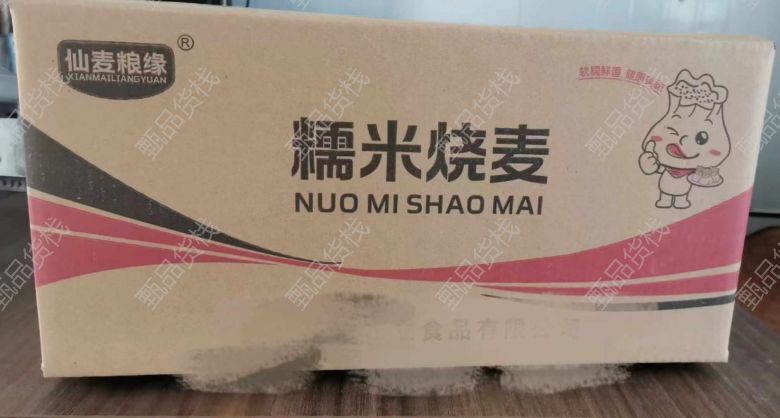 仙麦粮缘®
XIANMAILIANGYUAN
软糯鲜香 健康美味
糯米烧麦
NUO MI SHAO MAI
食品有限公司
甄品货栈